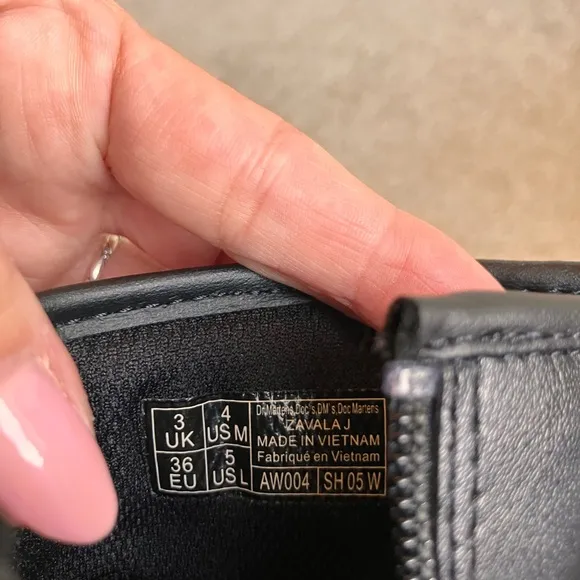 3 UK
4 US M
36 EU
5 US L
Dr.Martens,Doc's,DM's,Doc Martens
ZAVALA J
MADE IN VIETNAM
Fabriqué en Vietnam
AW004
SH 05 W